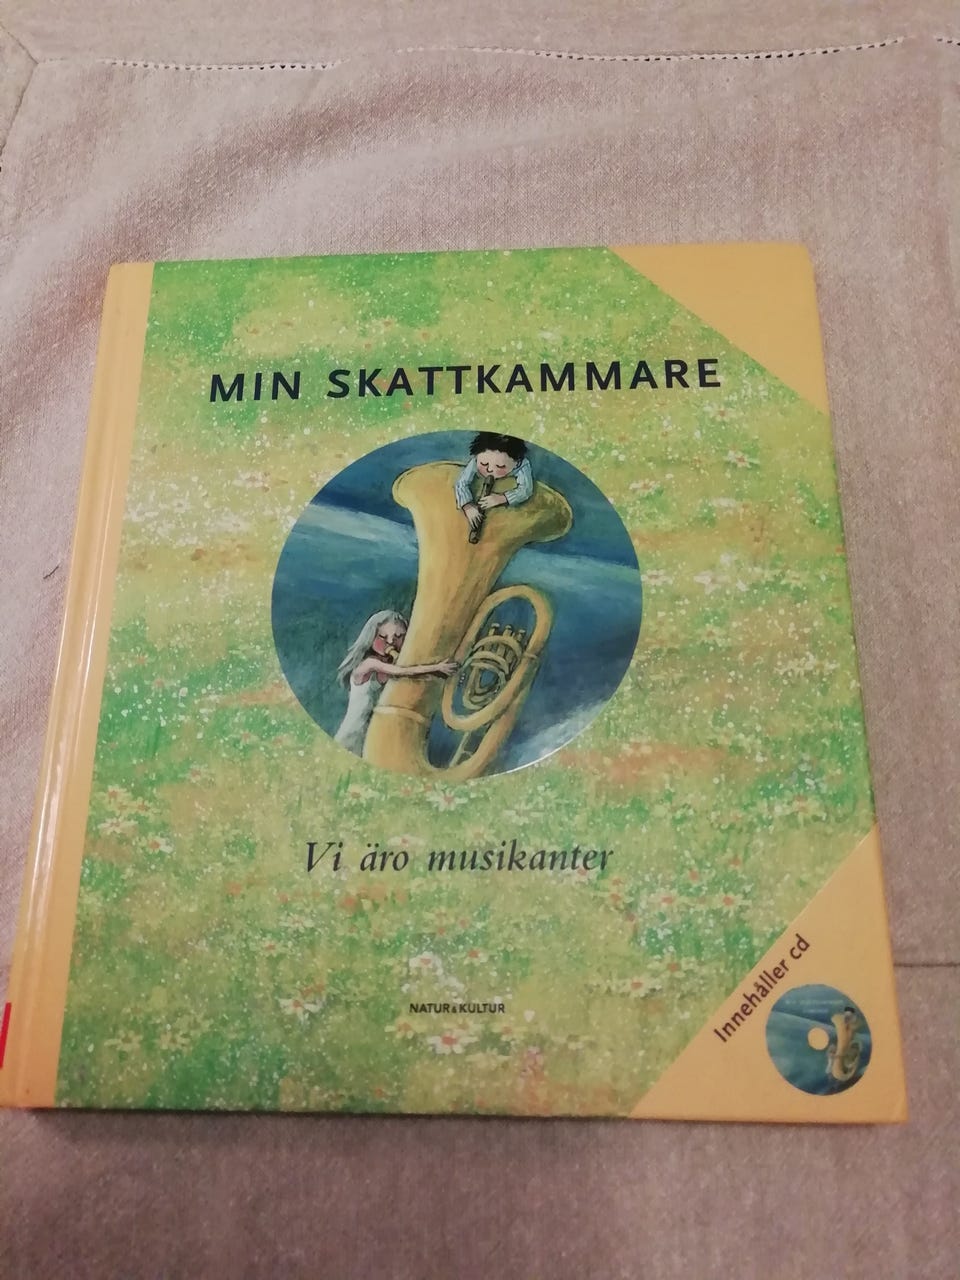 MIN SKATTKAMMARE
Vi äro musikanter
NATUR & KULTUR
Innehåller cd